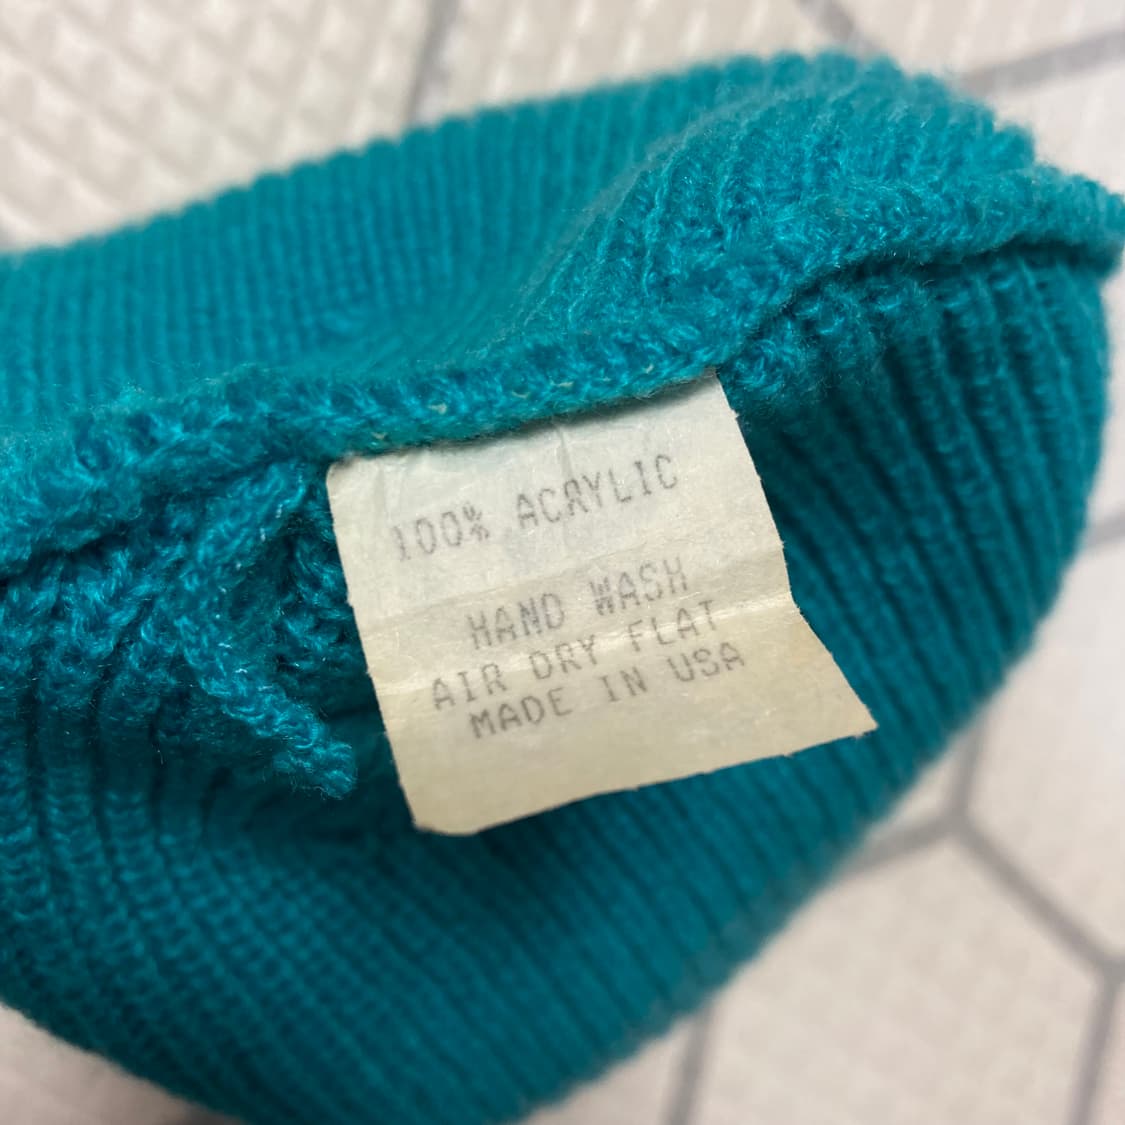 100% ACRYLIC
HAND WASH
AIR DRY FLAT
MADE IN USA